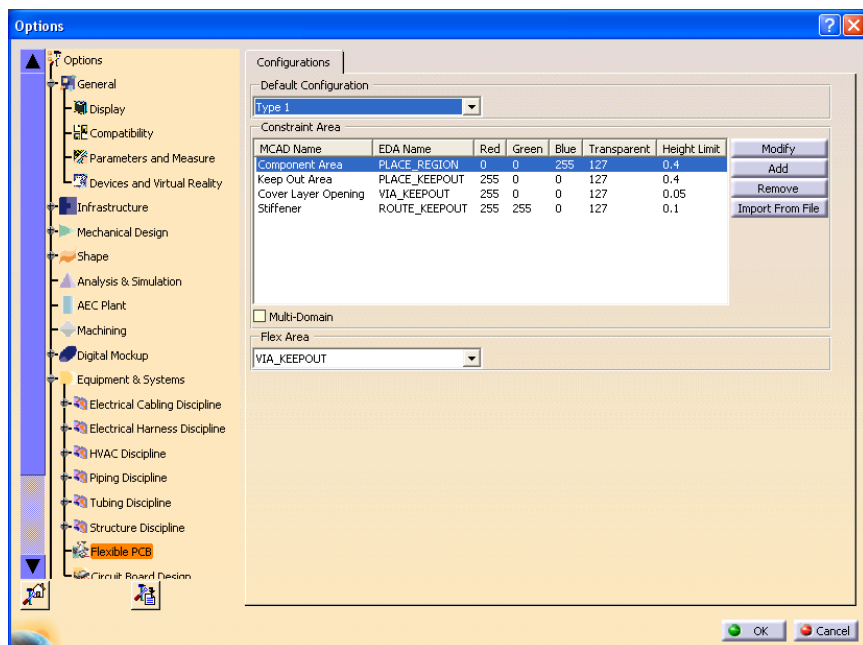 Options
Options
General
Display
Compatibility
Parameters and Measure
Devices and Virtual Reality
Infrastructure
Mechanical Design
Shape
Analysis & Simulation
AEC Plant
Machining
Digital Mockup
Equipment & Systems
Electrical Cabling Discipline
Electrical Harness Discipline
HVAC Discipline
Piping Discipline
Tubing Discipline
Structure Discipline
Flexible PCB
Circuit Board Design
Configurations
Default Configuration
Type 1
Constraint Area
MCAD Name EDA Name Red Green Blue Transparent Height Limit
Component Area PLACE_REGION 0 0 255 127 0.4
Keep Out Area PLACE_KEEPOUT 255 0 0 127 0.4
Cover Layer Opening VIA_KEEPOUT 255 0 0 127 0.05
Stiffener ROUTE_KEEPOUT 255 255 0 127 0.1
Modify
Add
Remove
Import From File
Multi-Domain
Flex Area
VIA_KEEPOUT
OK Cancel